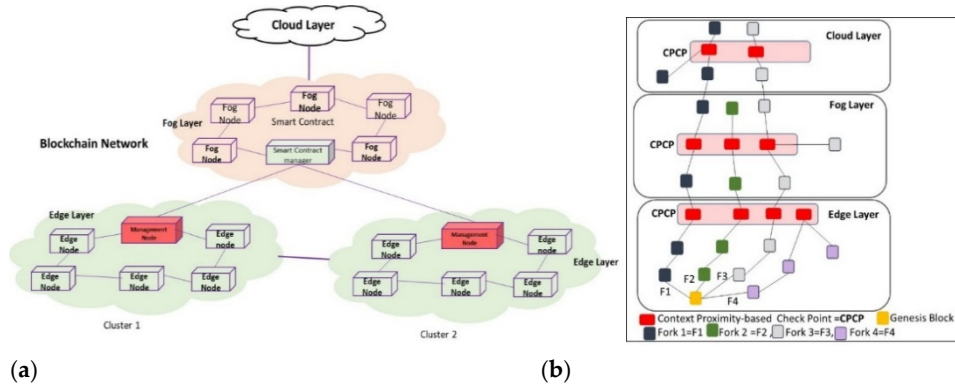 Cloud Layer
Fog
Node
Fog
Node
Fog
Node
Fog Layer
Smart Contract
Blockchain Network
Fog
Node
Smart Contract
manager
Fog
Node
Edge Layer
Management
Node
Edge
Node
Edge
node
Edge
Node
Edge
Node
Edge
Node
Cluster 1
Management
Node
Edge
Node
Edge
node
Edge Layer
Edge
Node
Edge
Node
Edge
Node
Cluster 2
(a)
Cloud Layer
CPCP
Fog Layer
CPCP
CPCP
Edge Layer
F1
F2
F3
F4
Context Proximity-based Check Point =CPCP
Genesis Block
Fork 1=F1
Fork 2 =F2 ,
Fork 3=F3,
Fork 4=F4
(b)